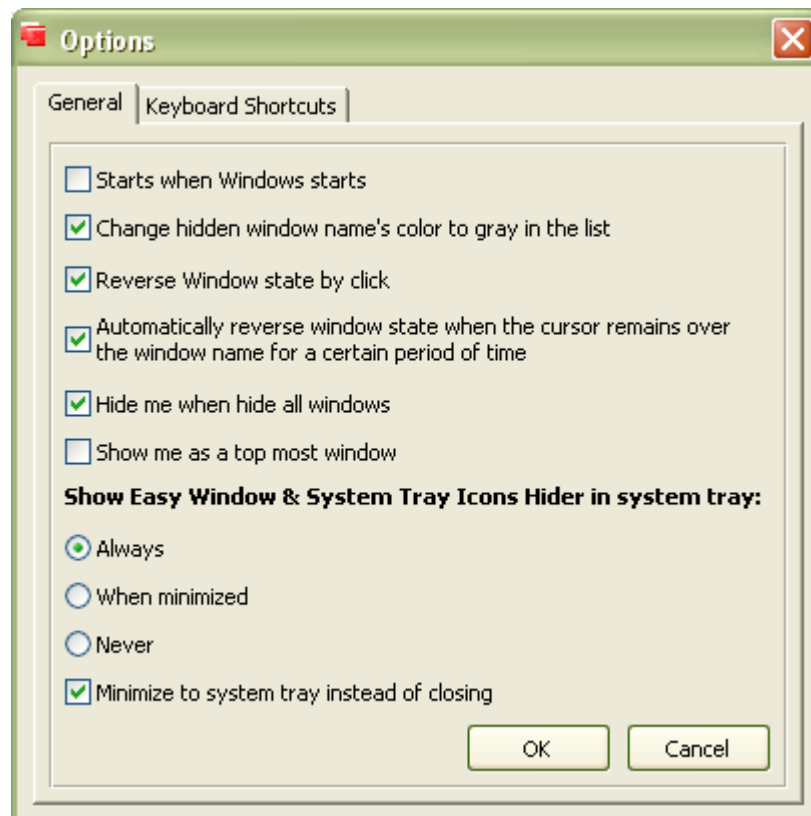 Options
General
Keyboard Shortcuts
Starts when Windows starts
Change hidden window name's color to gray in the list
Reverse Window state by click
Automatically reverse window state when the cursor remains over
the window name for a certain period of time
Hide me when hide all windows
Show me as a top most window
Show Easy Window & System Tray Icons Hider in system tray:
Always
When minimized
Never
Minimize to system tray instead of closing
OK
Cancel